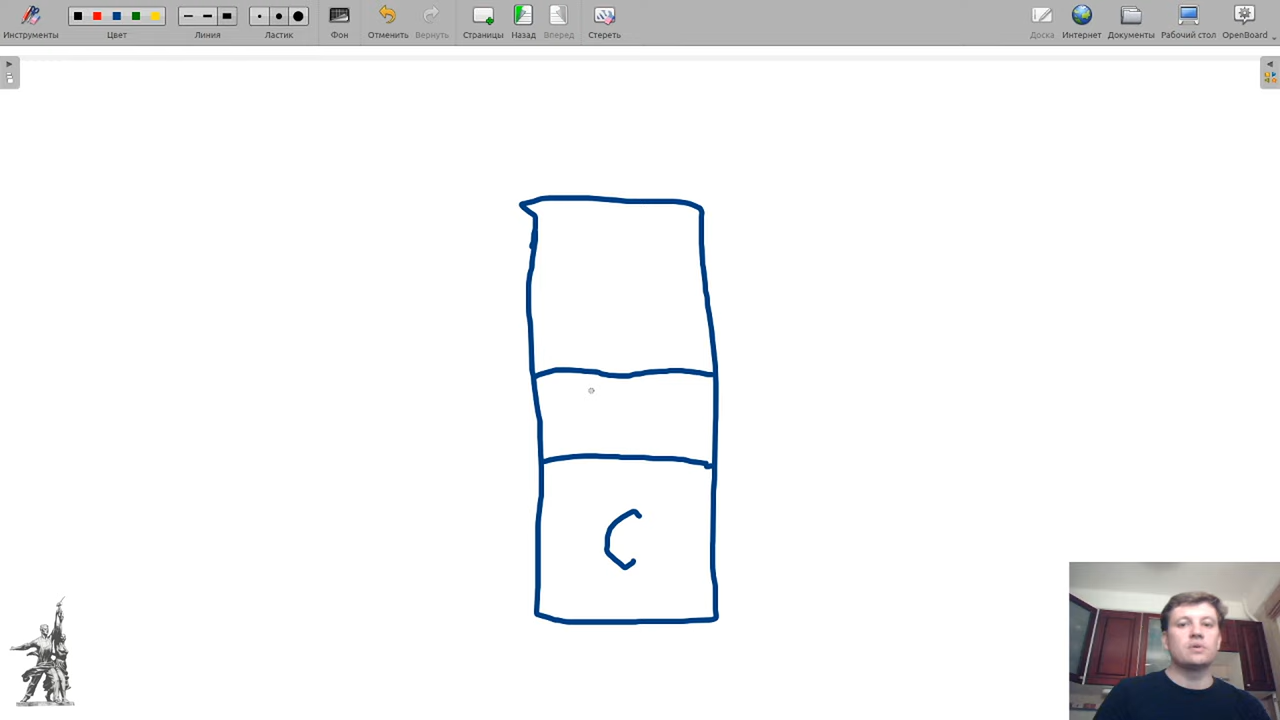 Инструменты Цвет Линия Ластик Фон Отменить Вернуть Страницы Назад Вперед Стереть Доска Интернет Документы Рабочий стол OpenBoard
C